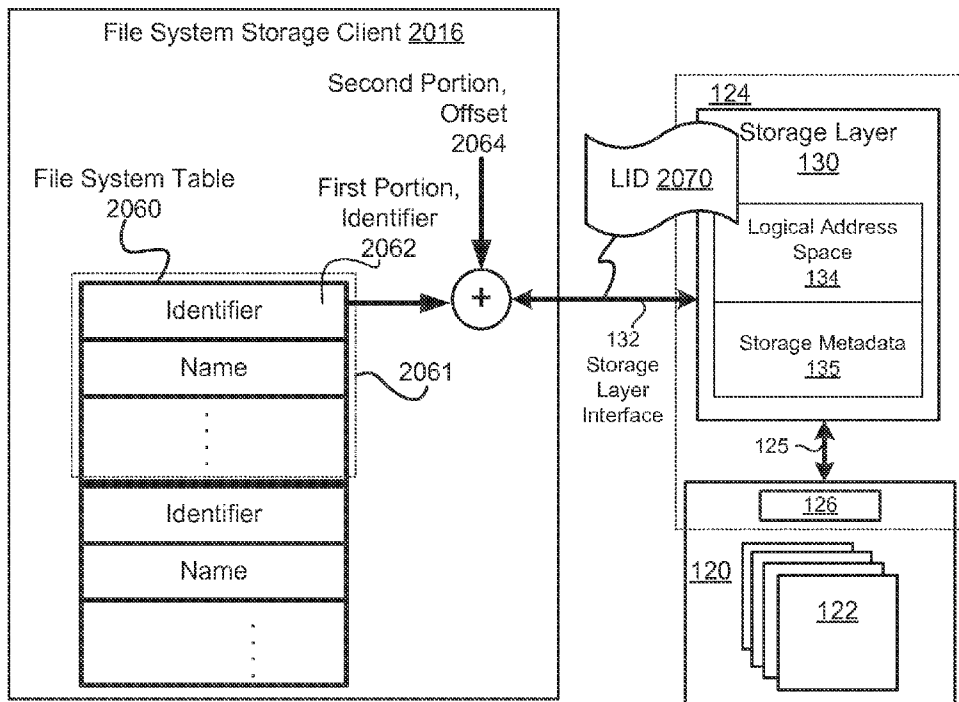 File System Storage Client 2016
Second Portion,
Offset
2064
File System Table
2060
First Portion,
Identifier
2062
Identifier
Name
2061
Identifier
Name
+
LID 2070
132
Storage
Layer
Interface
124
Storage Layer
130
Logical Address
Space
134
Storage Metadata
135
125
126
120
122